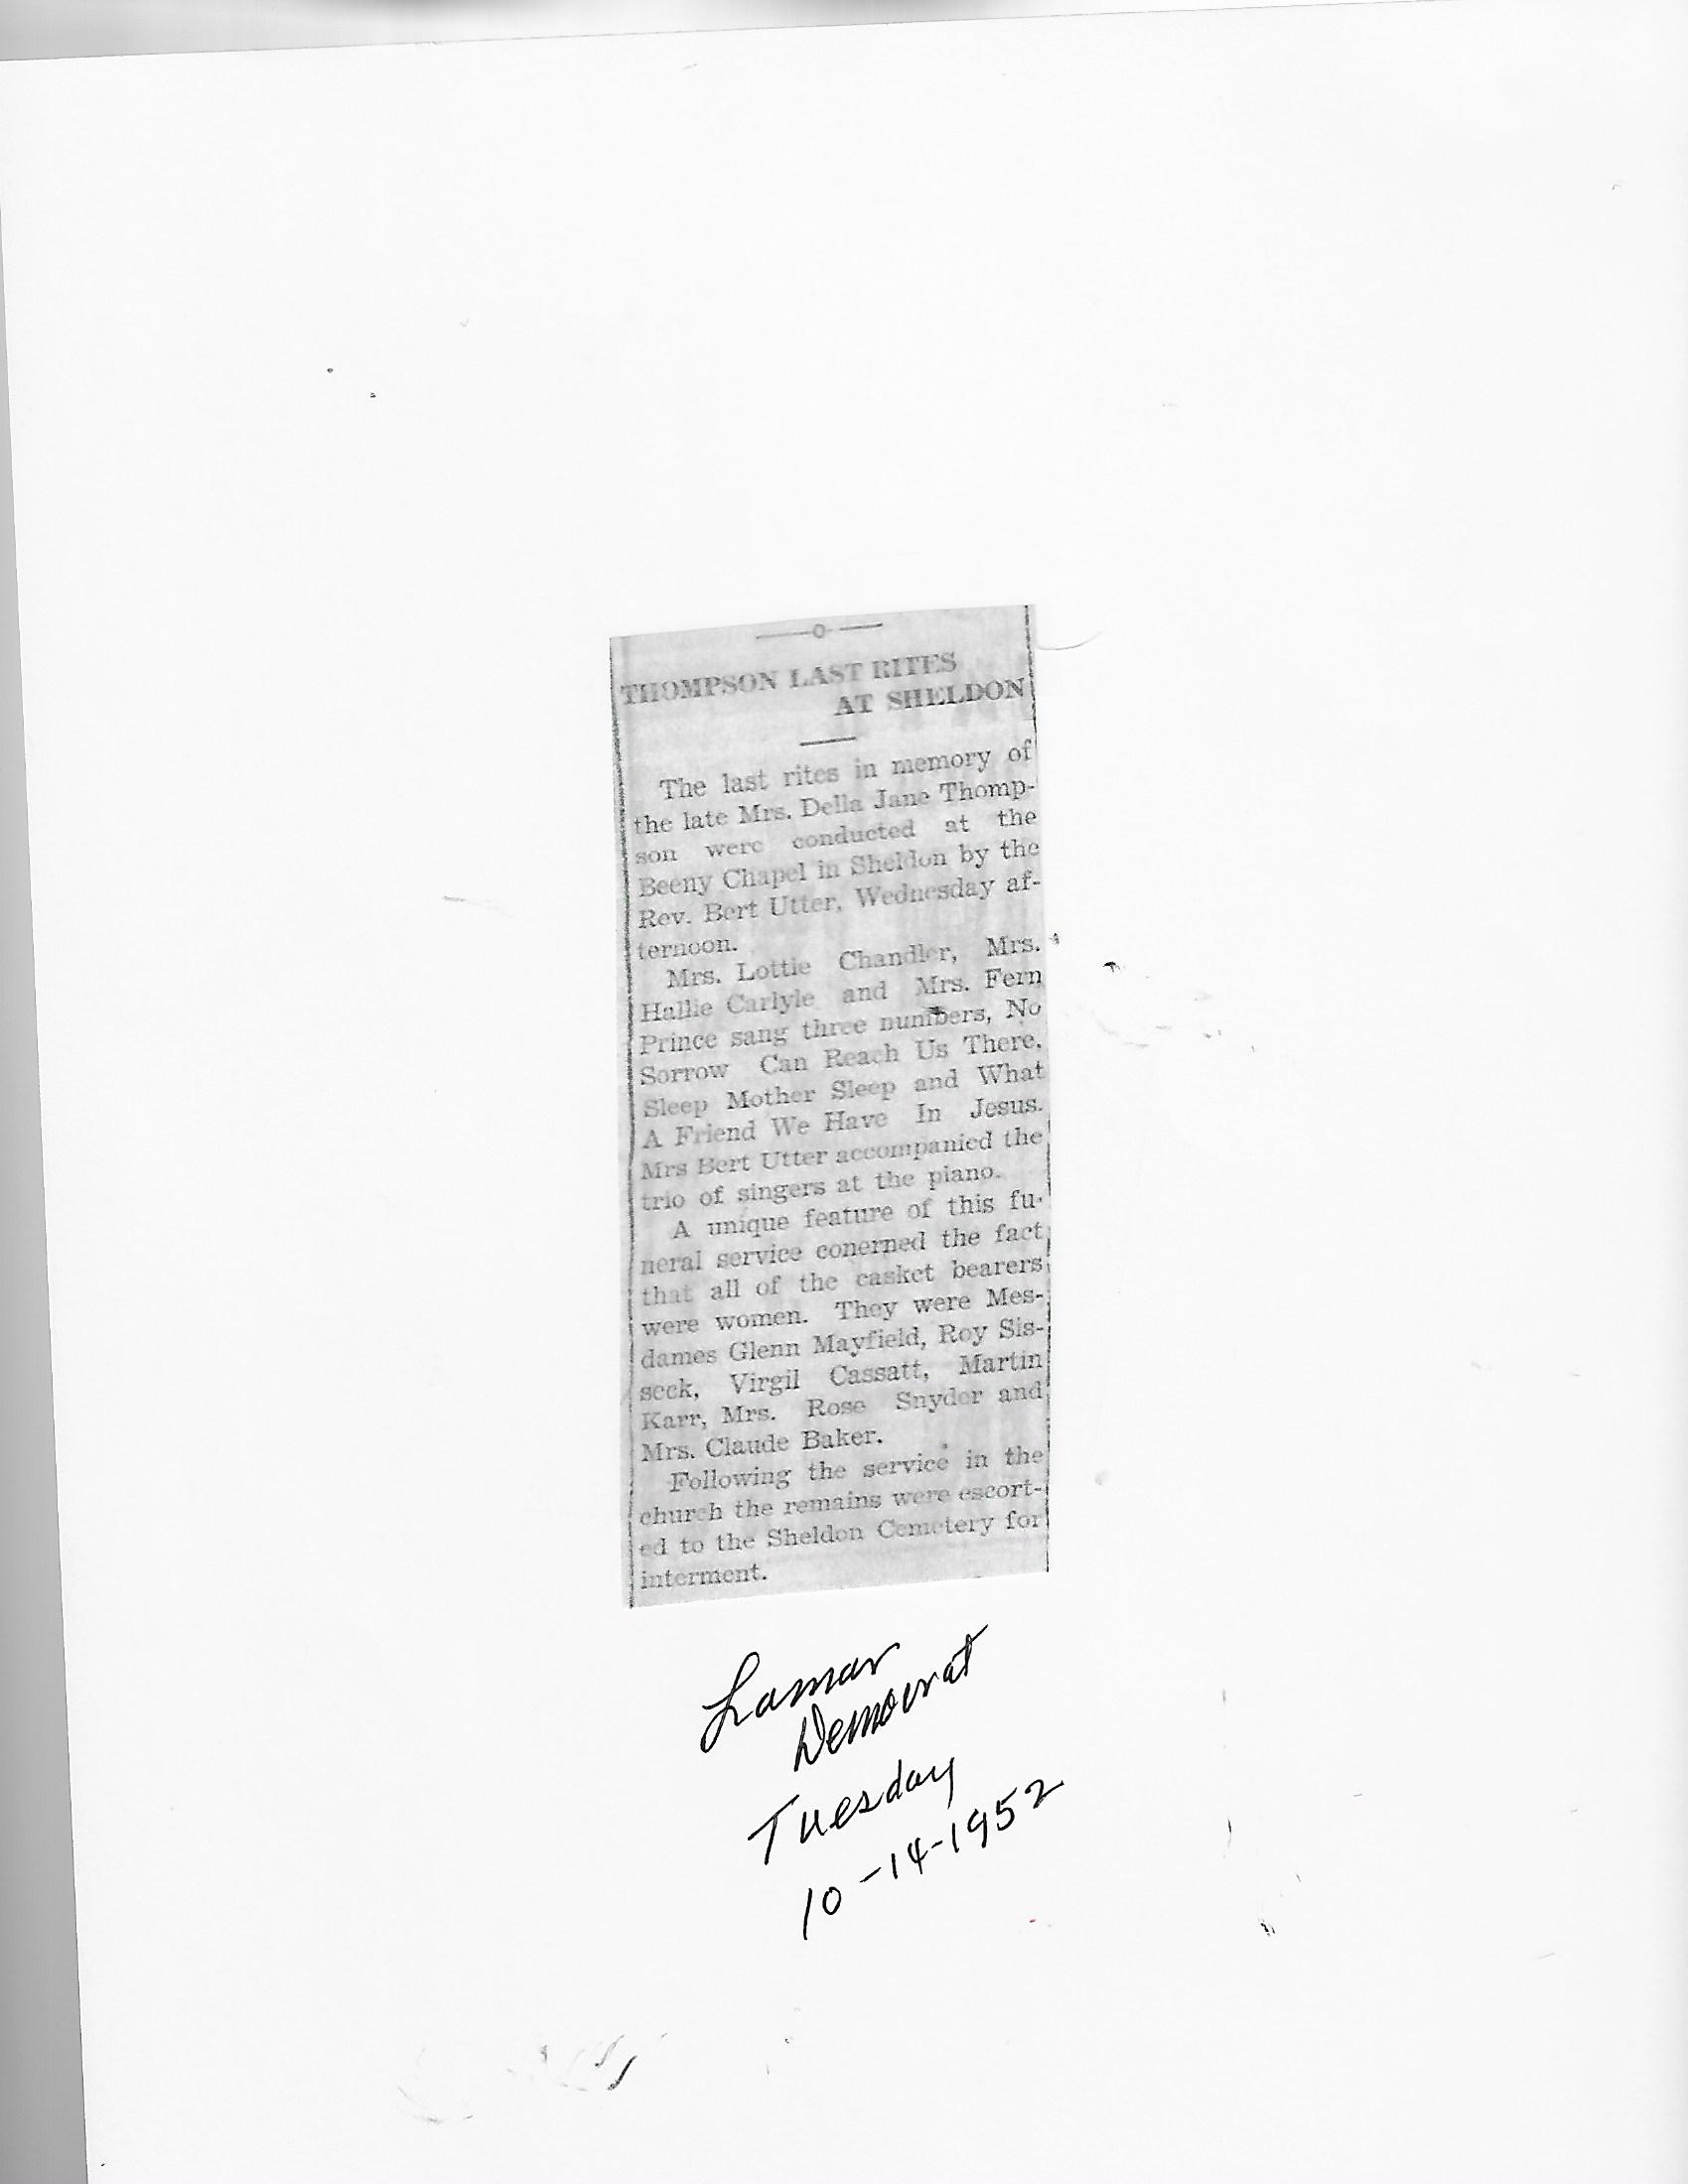 THOMPSON LAST RITES
AT SHELDON
The last rites in memory of
the late Mrs. Della Jane Thomp-
son were conducted at the
Beeny Chapel in Sheldon by the
Rev. Bert Utter, Wednesday af-
ternoon.
Mrs. Lottie Chandler, Mrs.
Hallie Carlyle and Mrs. Fern
Prince sang three numbers, No
Sorrow Can Reach Us There,
Sleep Mother Sleep and What
A Friend We Have In Jesus.
Mrs Bert Utter accompanied the
trio of singers at the piano.
A unique feature of this fu-
neral service conerned the fact
that all of the casket bearers
were women. They were Mes-
dames Glenn Mayfield, Roy Sis-
seck, Virgil Cassatt, Martin
Karr, Mrs. Rose Snyder and
Mrs. Claude Baker.
Following the service in the
church the remains were escort-
ed to the Sheldon Cemetery for
interment.
Lamar
Democrat
Tuesday
10-14-1952